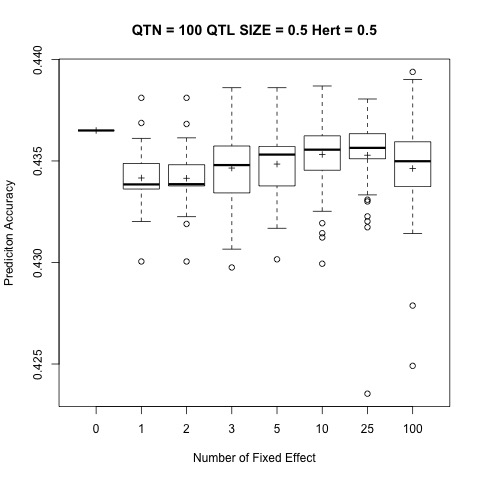 QTN = 100 QTL SIZE = 0.5 Hert = 0.5
Prediciton Accuracy
0.440
0.435
0.430
0.425
0 1 2 3 5 10 25 100
Number of Fixed Effect